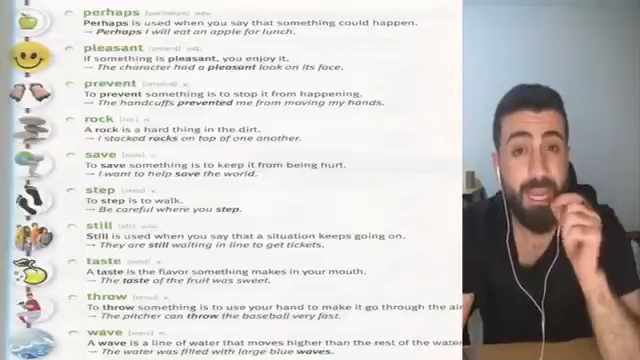 perhaps adv.
Perhaps is used when you say that something could happen.
→ Perhaps I will eat an apple for lunch.
pleasant adj.
If something is pleasant, you enjoy it.
→ The character had a pleasant look on its face.
prevent v.
To prevent something is to stop it from happening.
→ The handcuffs prevented me from moving my hands.
rock n.
A rock is a hard thing in the dirt.
→ I stacked rocks on top of one another.
save v.
To save something is to keep it from being hurt.
→ I want to help save the world.
step v.
To step is to walk.
→ Be careful where you step.
still adv.
Still is used when you say that a situation keeps going on.
→ They are still waiting in line to get tickets.
taste n.
A taste is the flavor something makes in your mouth.
→ The taste of the fruit was sweet.
throw v.
To throw something is to use your hand to make it go through the air
→ The pitcher can throw the baseball very fast.
wave n.
A wave is a line of water that moves higher than the rest of the water
→ The water was filled with large blue waves.